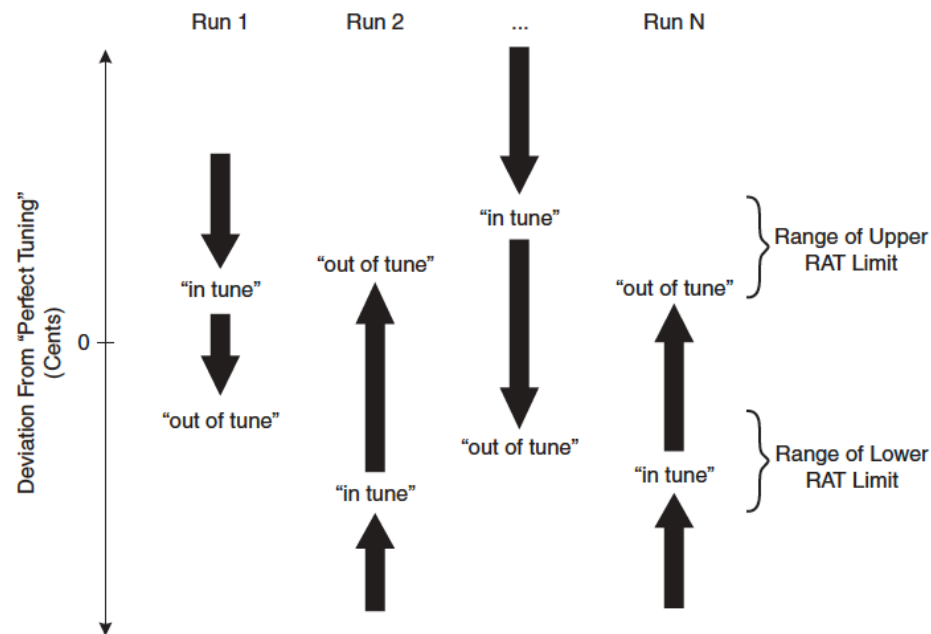 Run 1
Run 2
...
Run N
Deviation From “Perfect Tuning”
(Cents)
0
“in tune”
“out of tune”
“out of tune”
“in tune”
“in tune”
“out of tune”
“out of tune”
“in tune”
Range of Upper
RAT Limit
Range of Lower
RAT Limit